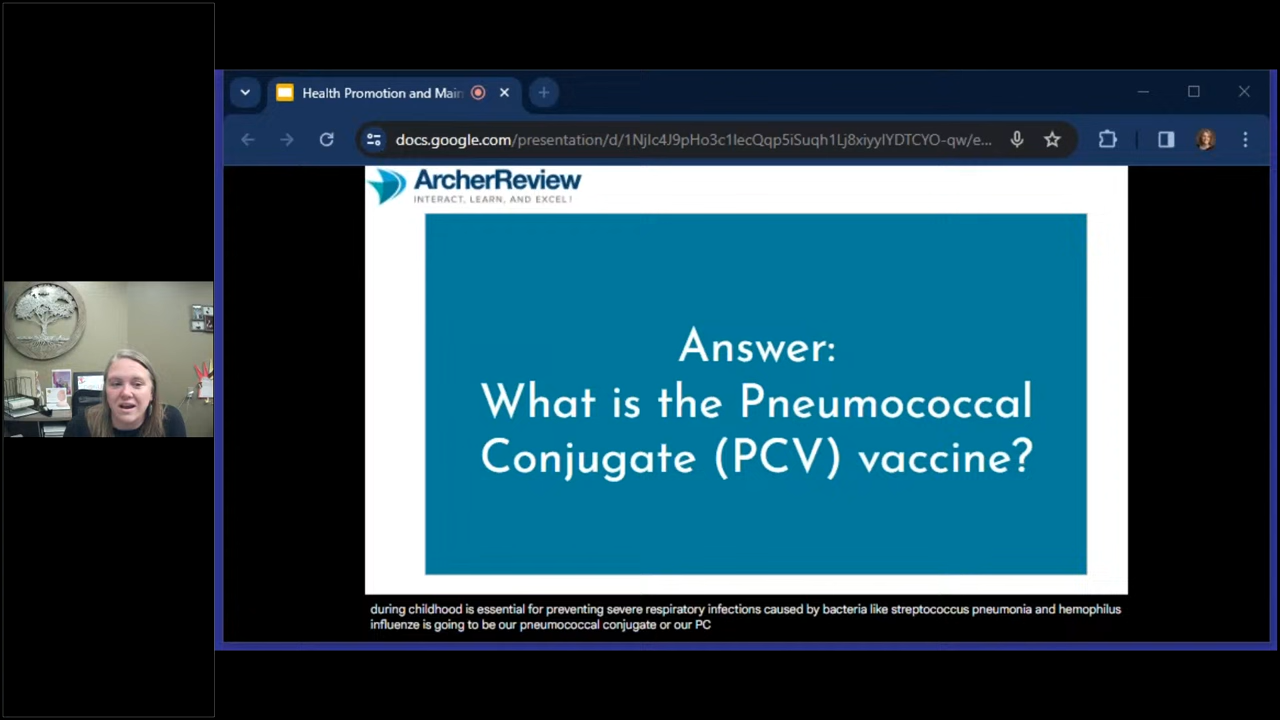 Health Promotion and Main
docs.google.com/presentation/d/1NjIc4J9pHo3c1lecQqp5iSuqh1Lj8xiyyIYDTCYO-qw/e...
ArcherReview
INTERACT, LEARN, AND EXCEL!
Answer:
What is the Pneumococcal
Conjugate (PCV) vaccine?
during childhood is essential for preventing severe respiratory infections caused by bacteria like streptococcus pneumonia and hemophilus
influenze is going to be our pneumococcal conjugate or our PC